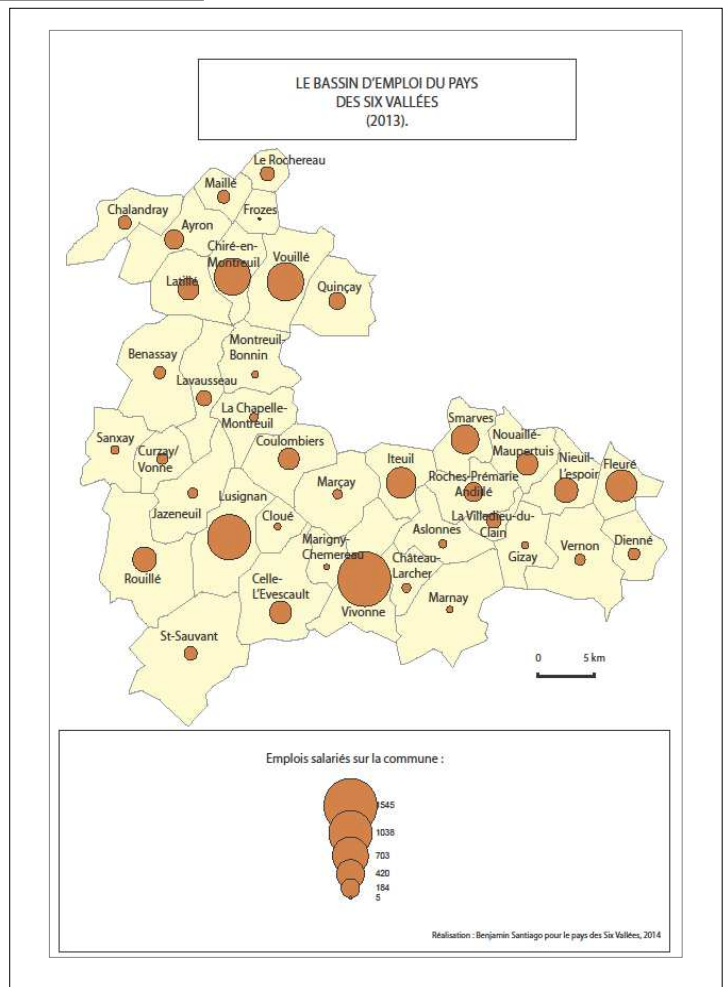 LE BASSIN D'EMPLOI DU PAYS
DES SIX VALLÉES
(2013).
Le Rochereau
Maillé
Chalandray
Frozes
Ayron
Chiré-en-
Montreuil
Vouillé
Latillé
Quinçay
Montreuil-
Bonnin
Benassay
Lavausseau
La Chapelle-
Montreuil
Smarves
Sanxay
Curzay/
Vonne
Coulombiers
Nouaillé-
Maupertuis
Iteuil
Nieuil-
L'espoir
Fleuré
Roches-Prémarie
Andillé
Marçay
Jazeneuil
Lusignan
Cloué
La Villedieu-du-
Clain
Aslonnes
Marigny-
Chemereau
Gizay
Vernon
Dienné
Rouillé
Celle-
L'Evescault
Château-
Larcher
Vivonne
Marnay
St-Sauvant
0 5 km
Emplois salariés sur la commune :
1545
1038
703
420
184
5
Réalisation : Benjamin Santiago pour le pays des Six Vallées, 2014